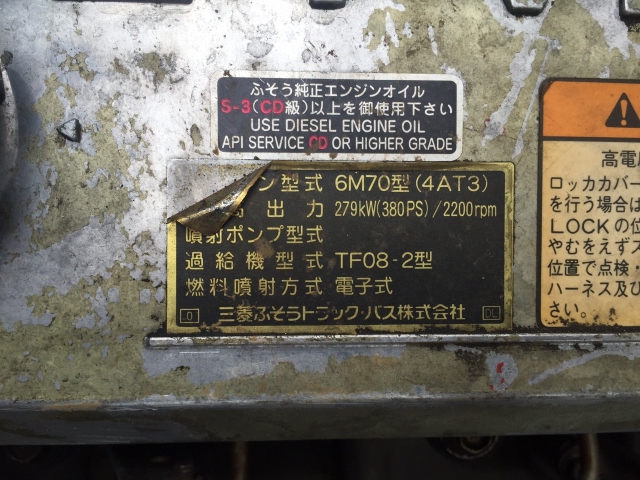 ふそう純正エンジンオイル
S-3(CD級)以上を御使用下さい
USE DIESEL ENGINE OIL
API SERVICE CD OR HIGHER GRADE
ン型式 6M70型(4AT3)
出力 279kW(380PS)/2200rpm
噴射ポンプ型式
過給機型式 TF08-2型
燃料噴射方式 電子式
0 三菱ふそうトラック・バス株式会社 DL
高電
ロッカカバー
を行う場合は
LOCKの位
やむをえずス
位置で点検
ハーネス及び